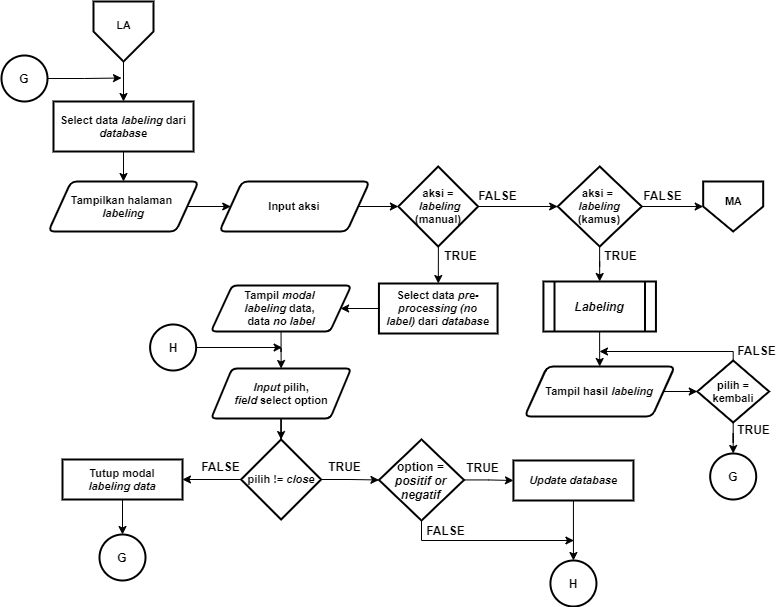 LA
G
Select data labeling dari
database
Tampilkan halaman
labeling
Input aksi
aksi =
labeling
(manual)
FALSE
aksi =
labeling
(kamus)
FALSE
MA
TRUE
TRUE
Tampil modal
labeling data,
data no label
Select data pre-
processing (no
label) dari database
Labeling
H
FALSE
Input pilih,
field select option
Tampil hasil labeling
pilih =
kembali
TRUE
Tutup modal
labeling data
FALSE
pilih != close
TRUE
option =
positif or
negatif
TRUE
Update database
G
FALSE
G
H